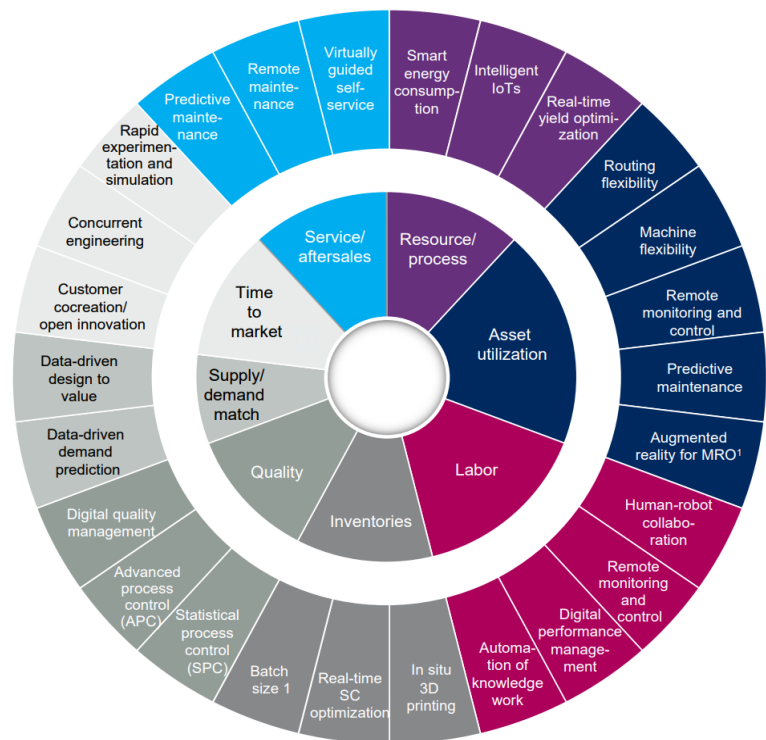 Smart
energy
consump-
tion
Intelligent
IoTs
Real-time
yield optimi-
zation
Routing
flexibility
Machine
flexibility
Remote
monitoring and
control
Predictive
maintenance
Augmented
reality for MRO¹
Human-robot
collabo-
ration
Remote
monitoring
and
control
Digital
performance
manage-
ment
Automa-
tion of
knowledge
work
In situ
3D
printing
Real-time
SC
optimization
Batch
size 1
Statistical
process
control
(SPC)
Advanced
process
control
(APC)
Digital quality
management
Data-driven
demand
prediction
Data-driven
design to
value
Customer
cocreation/
open innovation
Concurrent
engineering
Rapid
experimen-
tation and
simulation
Predictive
mainte-
nance
Remote
mainte-
nance
Virtually
guided
self-
service
Resource/
process
Asset
utilization
Labor
Inventories
Quality
Supply/
demand
match
Time
to
market
Service/
aftersales